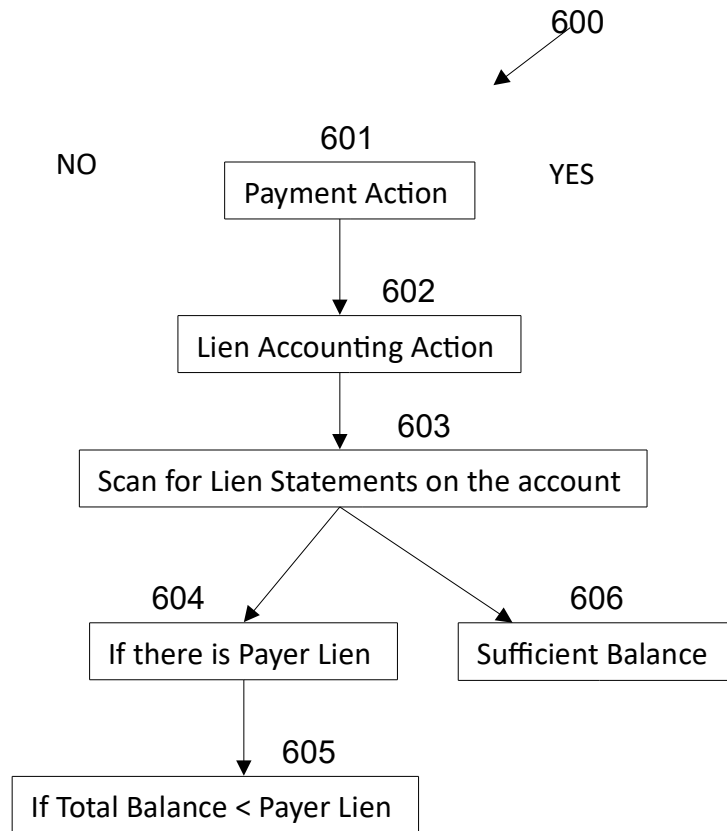 600
601
NO
YES
Payment Action
602
Lien Accounting Action
603
Scan for Lien Statements on the account
604
606
If there is Payer Lien
Sufficient Balance
605
If Total Balance < Payer Lien